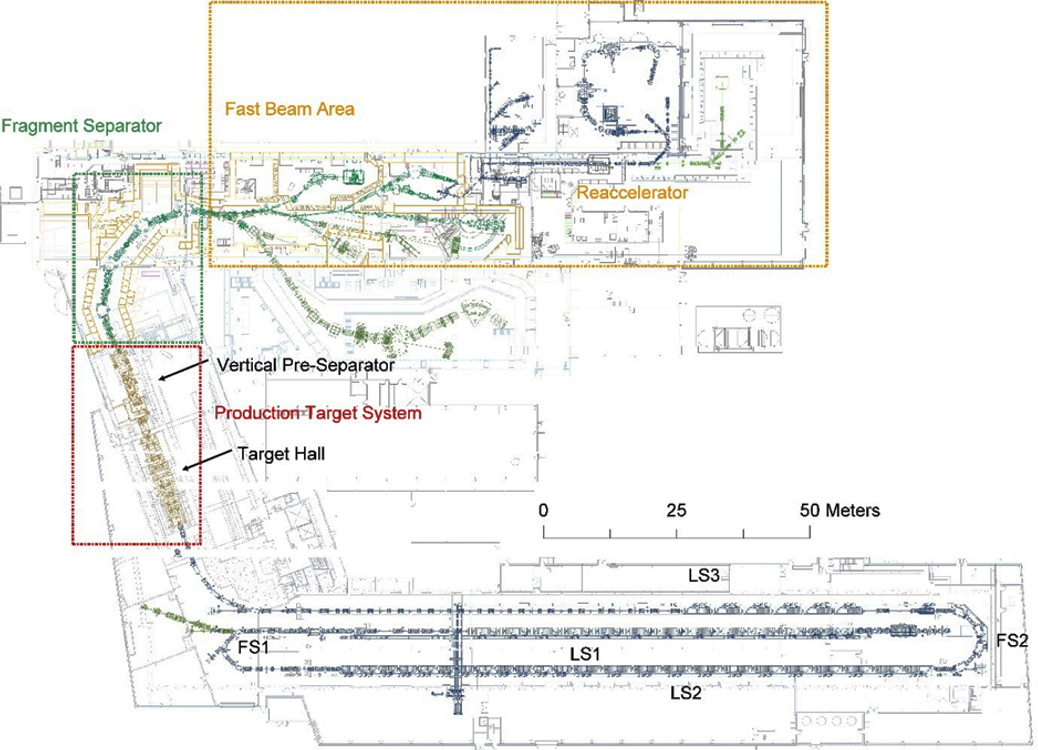 Fast Beam Area
Fragment Separator
Reaccelerator
Vertical Pre-Separator
Production Target System
Target Hall
0 25 50 Meters
LS3
FS1
LS1
FS2
LS2